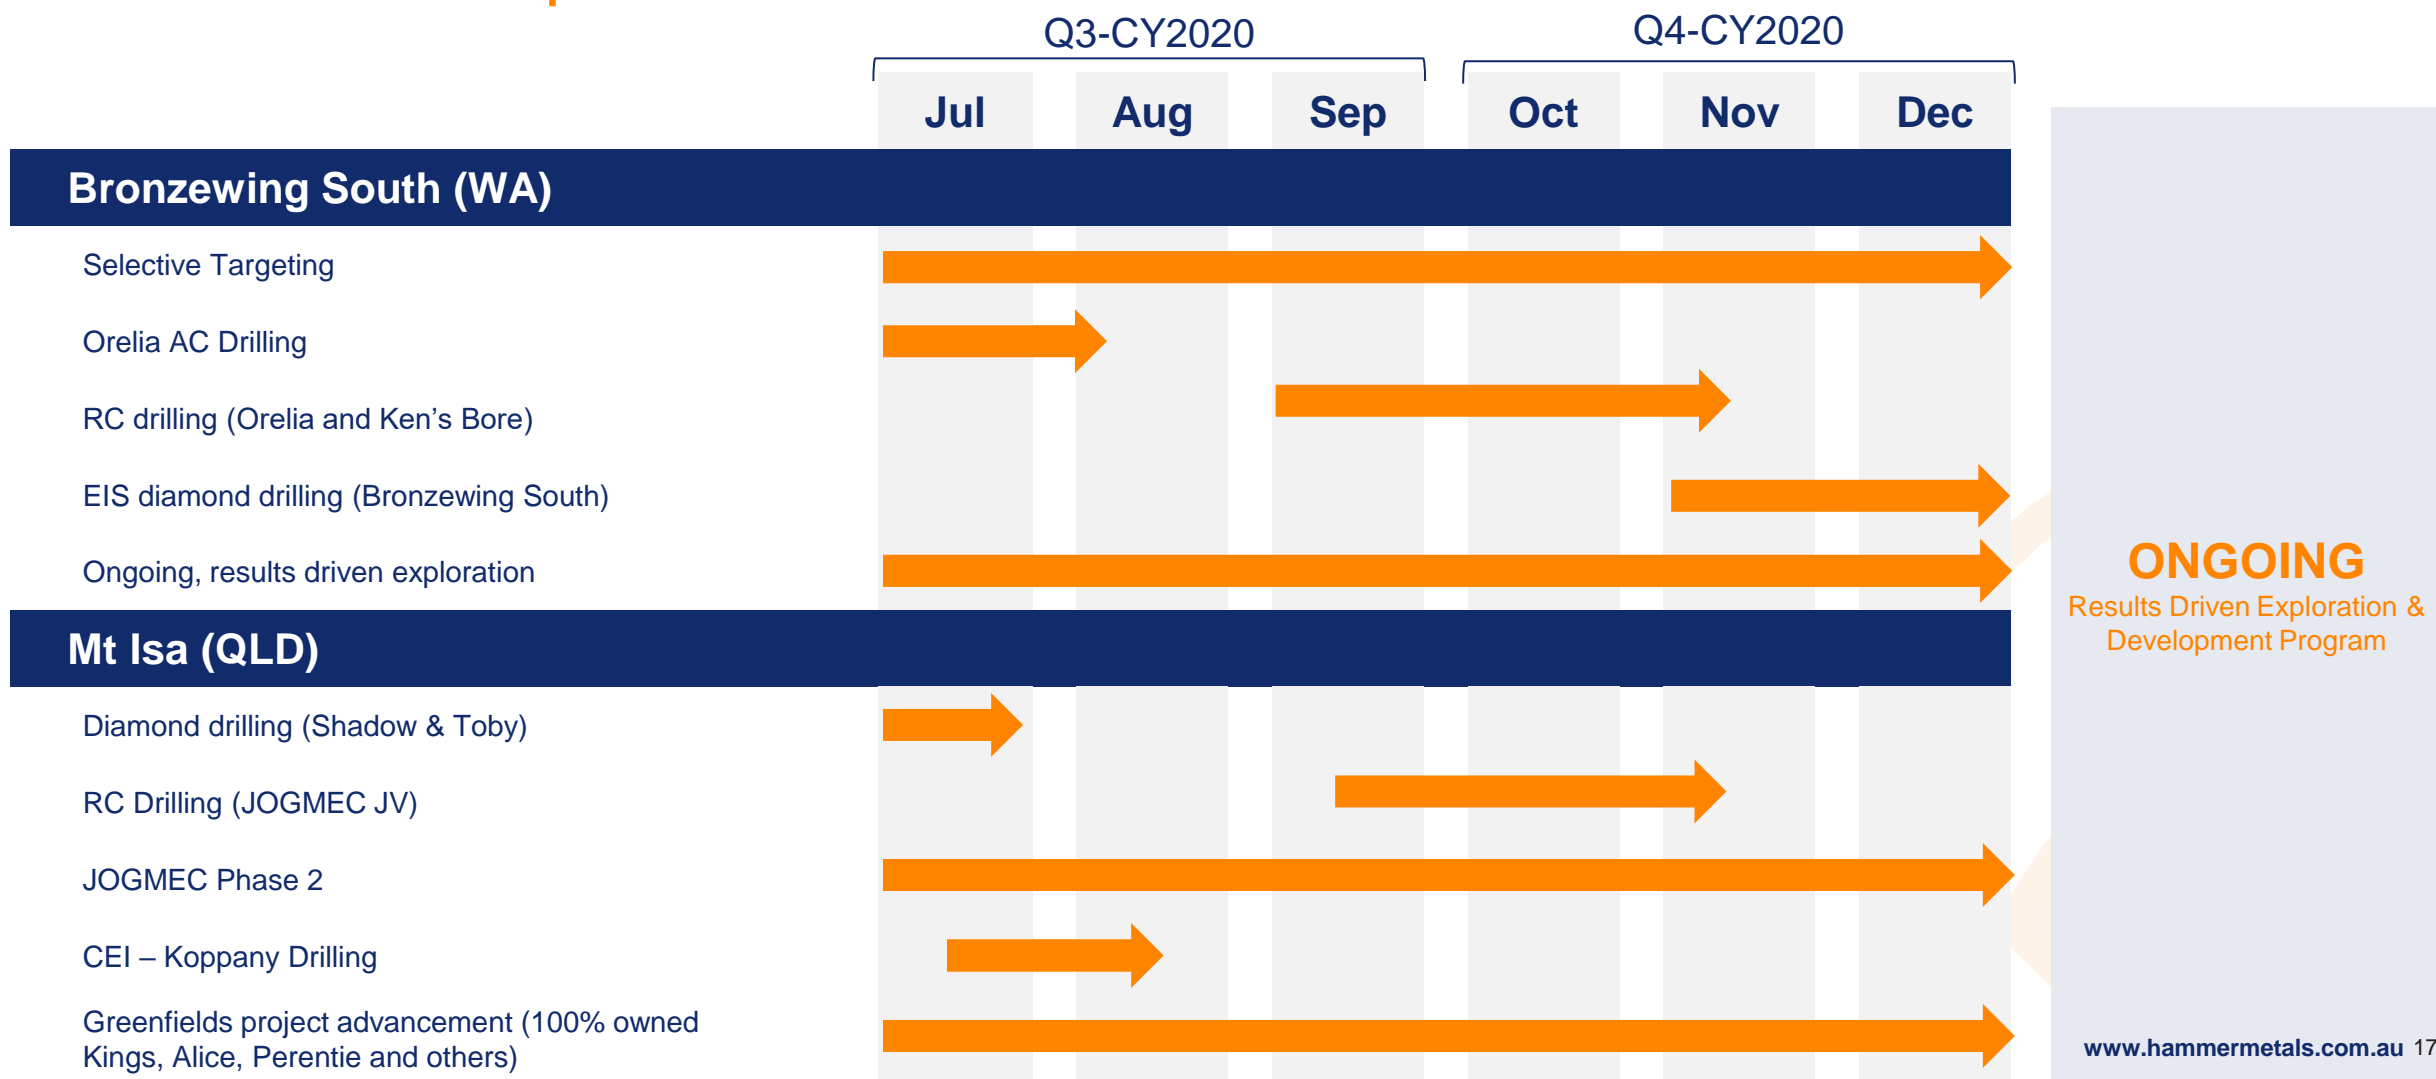 Q3-CY2020
Q4-CY2020
Jul
Aug
Sep
Oct
Nov
Dec
Bronzewing South (WA)
Selective Targeting
Orelia AC Drilling
RC drilling (Orelia and Ken’s Bore)
EIS diamond drilling (Bronzewing South)
Ongoing, results driven exploration
Mt Isa (QLD)
Diamond drilling (Shadow & Toby)
RC Drilling (JOGMEC JV)
JOGMEC Phase 2
CEI – Koppany Drilling
Greenfields project advancement (100% owned
Kings, Alice, Perentie and others)
ONGOING
Results Driven Exploration &
Development Program
www.hammermetals.com.au 17